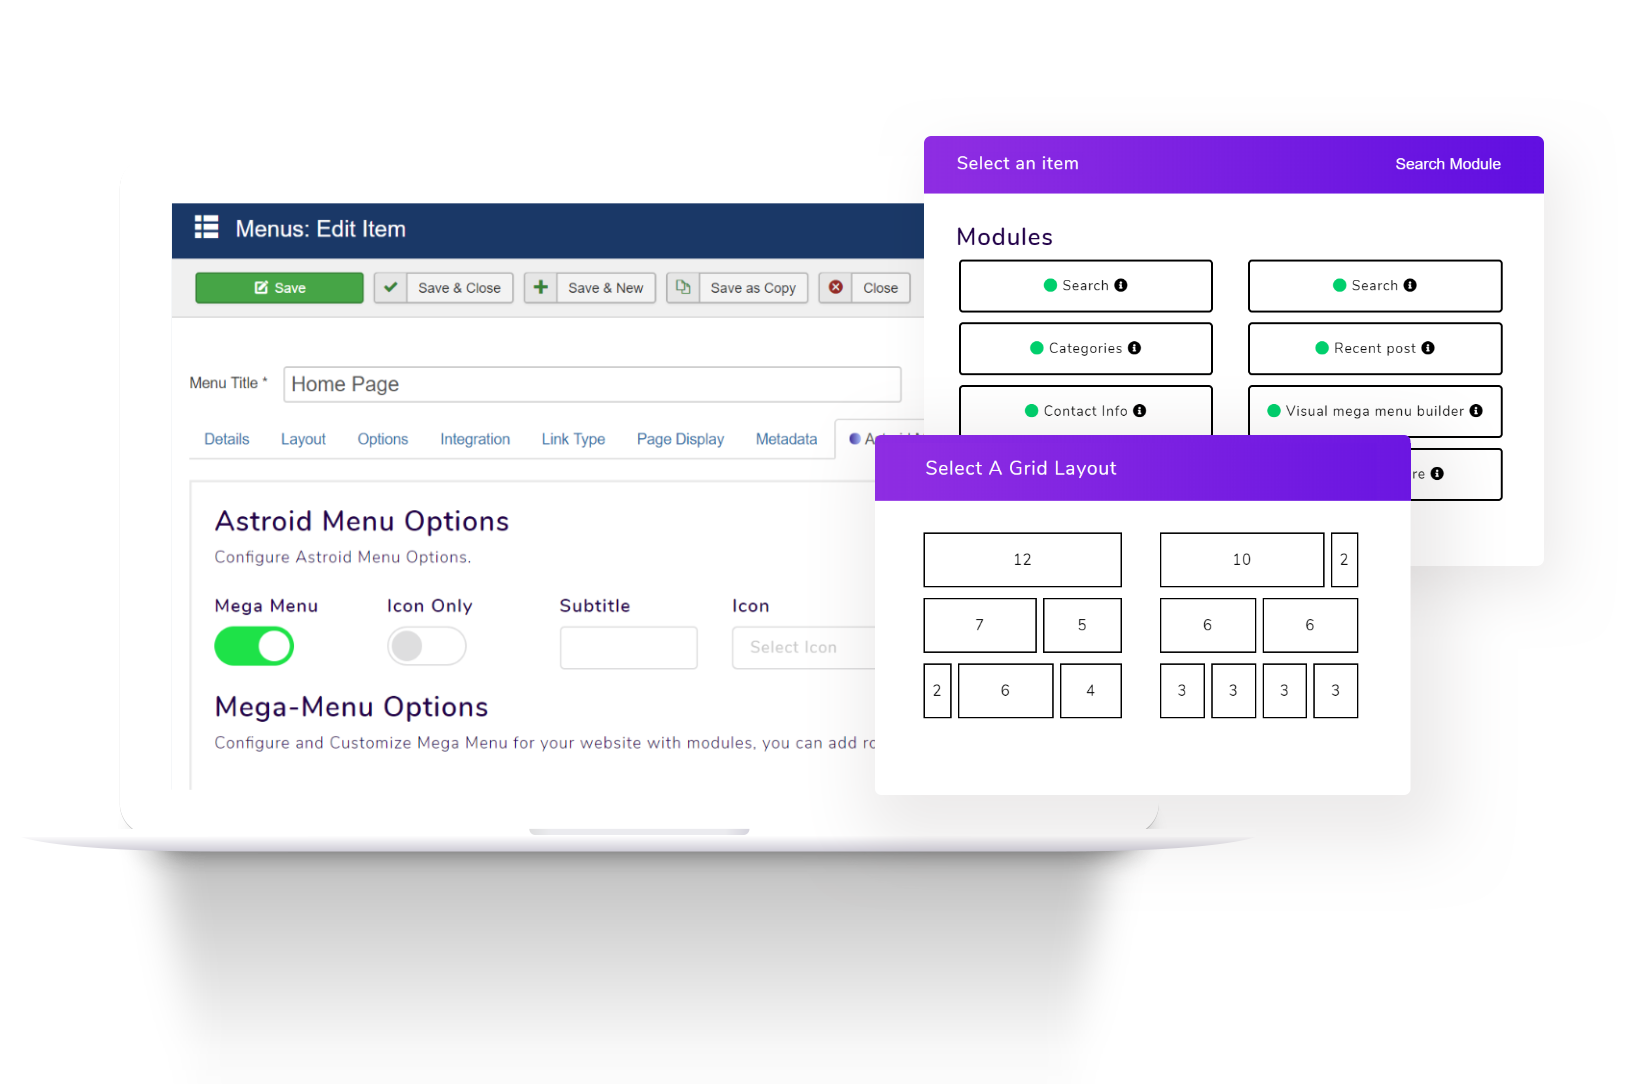 Menus: Edit Item
Save
Save & Close
Save & New
Save as Copy
Close
Menu Title *
Home Page
Details Layout Options Integration Link Type Page Display Metadata
Astroid Menu Options
Configure Astroid Menu Options.
Mega Menu Icon Only Subtitle Icon
Select Icon
Mega-Menu Options
Configure and Customize Mega Menu for your website with modules, you can add
Select an item Search Module
Modules
Search Search
Categories Recent post
Contact Info Visual mega menu builder
Select A Grid Layout
12 10 2
7 5 6 6
2 6 4 3 3 3 3